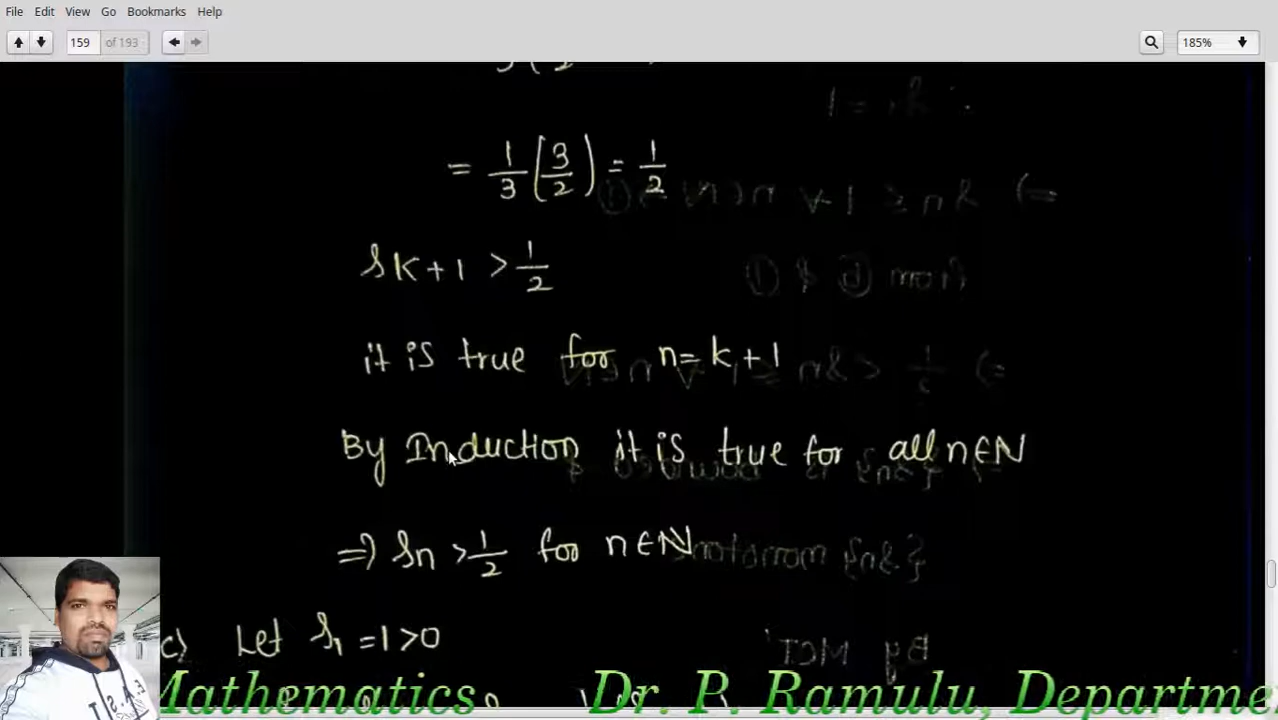 File Edit View Go Bookmarks Help
159 of 193 185%
= 1/3 (3/2) = 1/2
Sk+1 > 1/2
it is true for n = k+1
By Induction it is true for all n∈N
=) Sn > 1/2 for n∈N
c) Let S1 = 1 > 0
Mathematics Dr. P. Ramulu, Departme